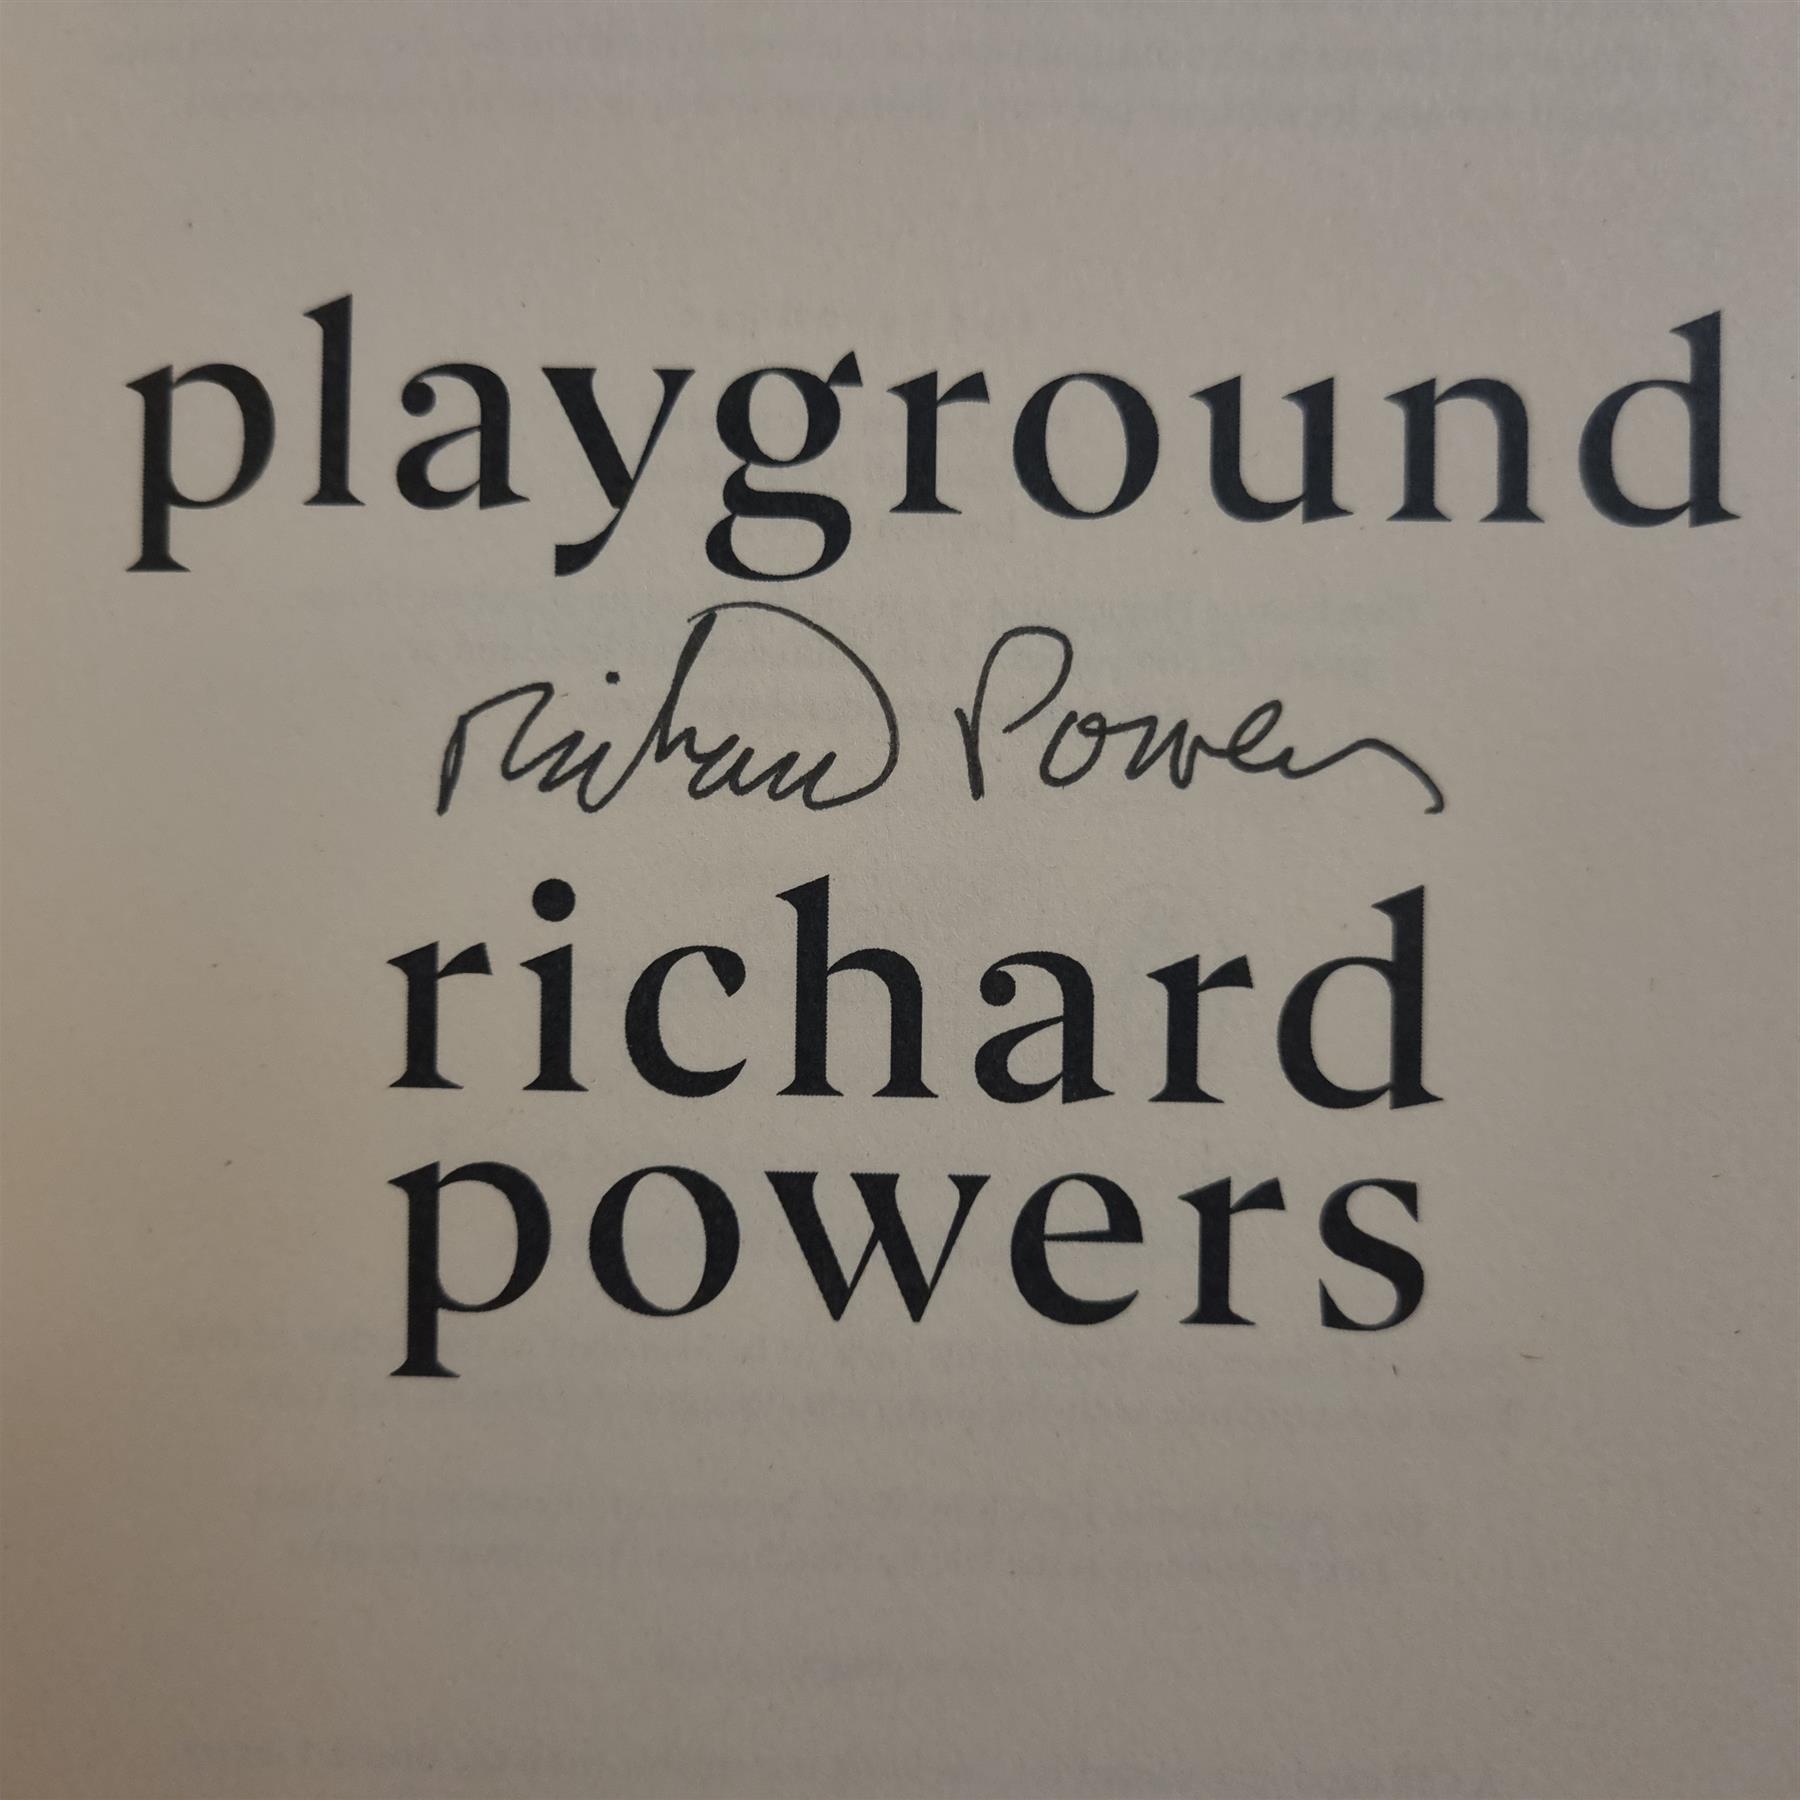 playground
Richard Powers
richard
powers